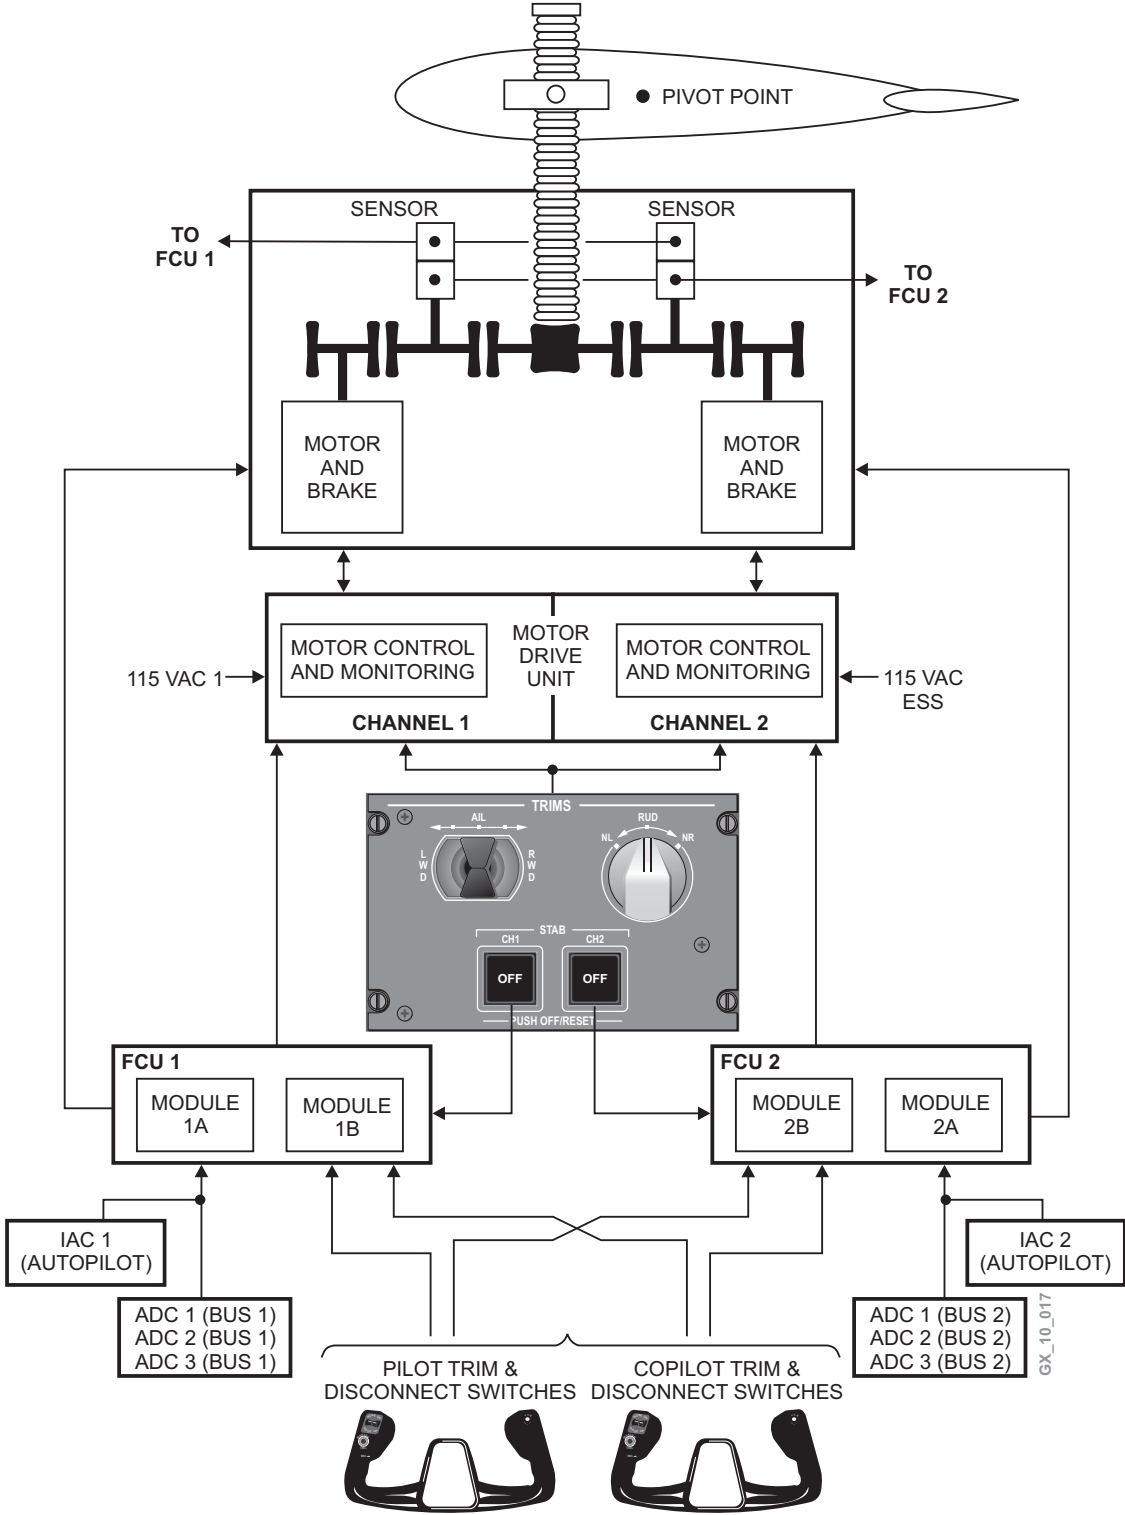 PIVOT POINT
SENSOR
SENSOR
TO
FCU 1
TO
FCU 2
MOTOR
AND
BRAKE
MOTOR
AND
BRAKE
MOTOR CONTROL
AND MONITORING
MOTOR
DRIVE
UNIT
MOTOR CONTROL
AND MONITORING
115 VAC 1
115 VAC
ESS
CHANNEL 1
CHANNEL 2
TRIMS
AIL
L
W
D
R
W
D
RUD
NL
NR
STAB
CH1
CH2
OFF
OFF
PUSH OFF/RESET
FCU 1
MODULE
1A
MODULE
1B
FCU 2
MODULE
2B
MODULE
2A
IAC 1
(AUTOPILOT)
IAC 2
(AUTOPILOT)
ADC 1 (BUS 1)
ADC 2 (BUS 1)
ADC 3 (BUS 1)
ADC 1 (BUS 2)
ADC 2 (BUS 2)
ADC 3 (BUS 2)
GX_10_017
PILOT TRIM &
DISCONNECT SWITCHES
COPILOT TRIM &
DISCONNECT SWITCHES